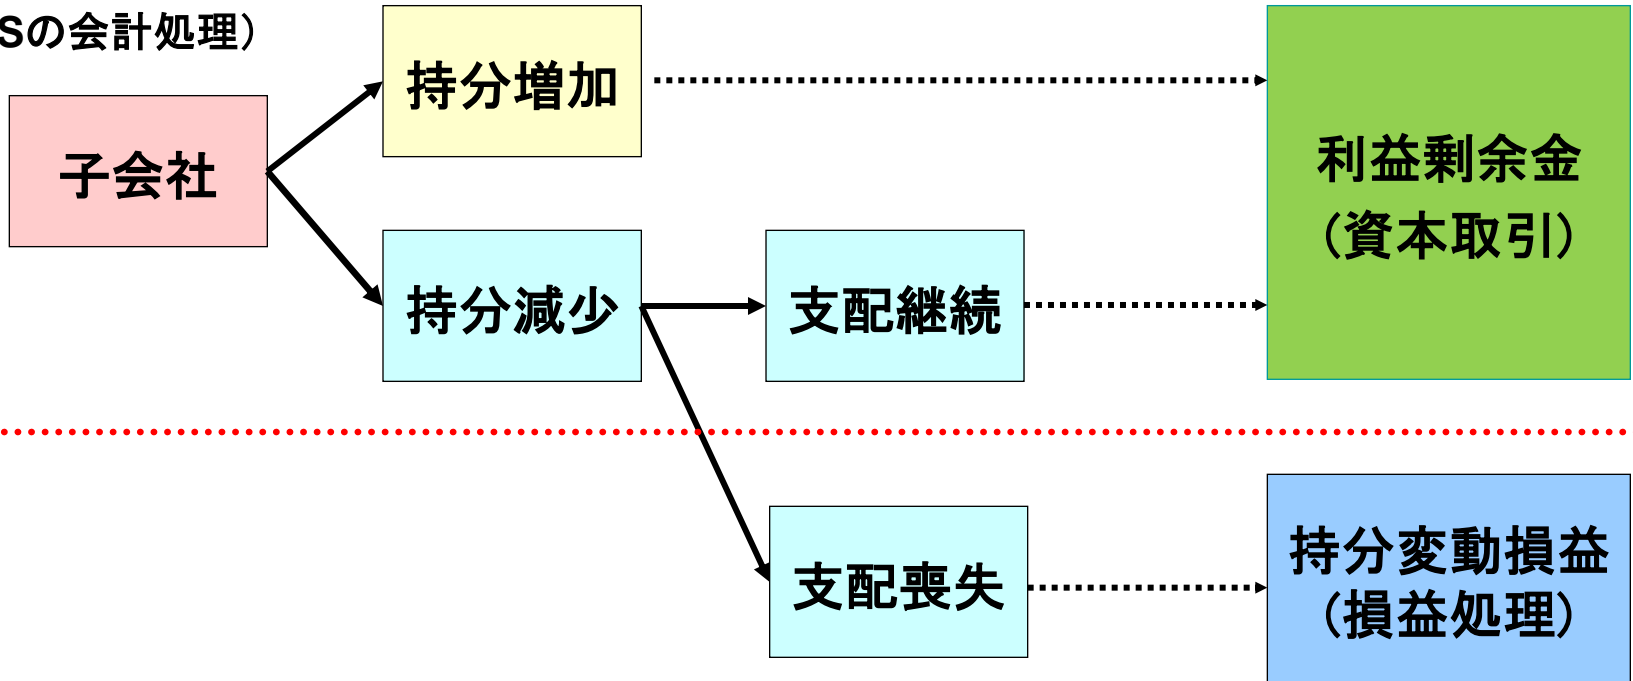 Sの会計処理）
持分増加
子会社
利益剰余金
（資本取引）
持分減少
支配継続
支配喪失
持分変動損益
（損益処理）